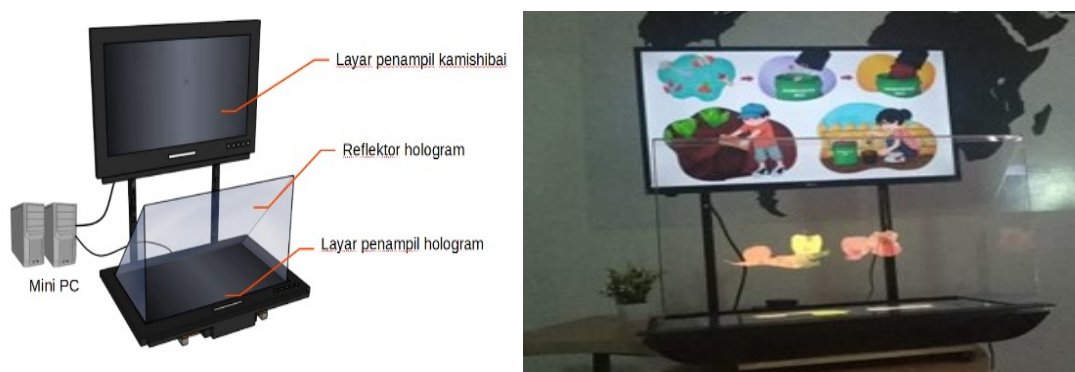 Layar penampil kamishibai
Reflektor hologram
Layar penampil hologram
Mini PC